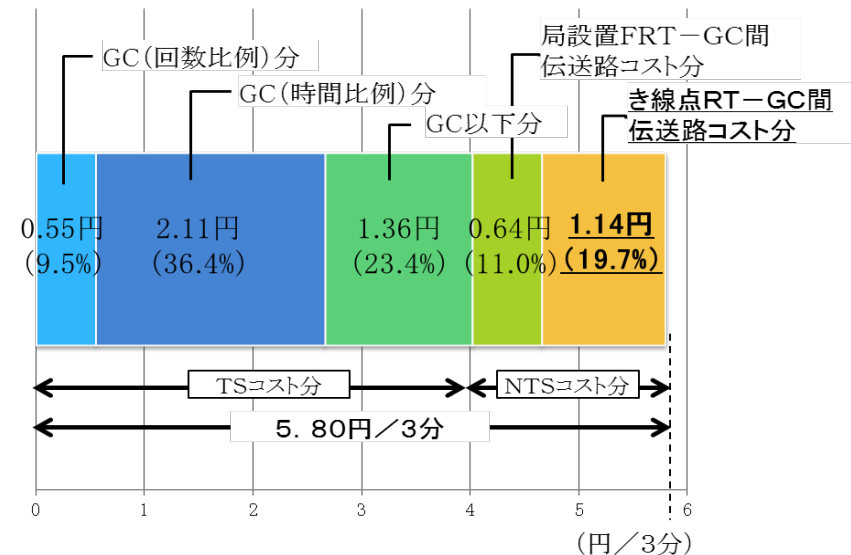 GC(回数比例)分
GC(時間比例)分
GC以下分
局設置FRT－GC間
伝送路コスト分
き線点RT－GC間
伝送路コスト分
0.55円
(9.5%)
2.11円
(36.4%)
1.36円
(23.4%)
0.64円
(11.0%)
1.14円
(19.7%)
TSコスト分
NTSコスト分
5．80円／3分
0 1 2 3 4 5 6
(円／3分)